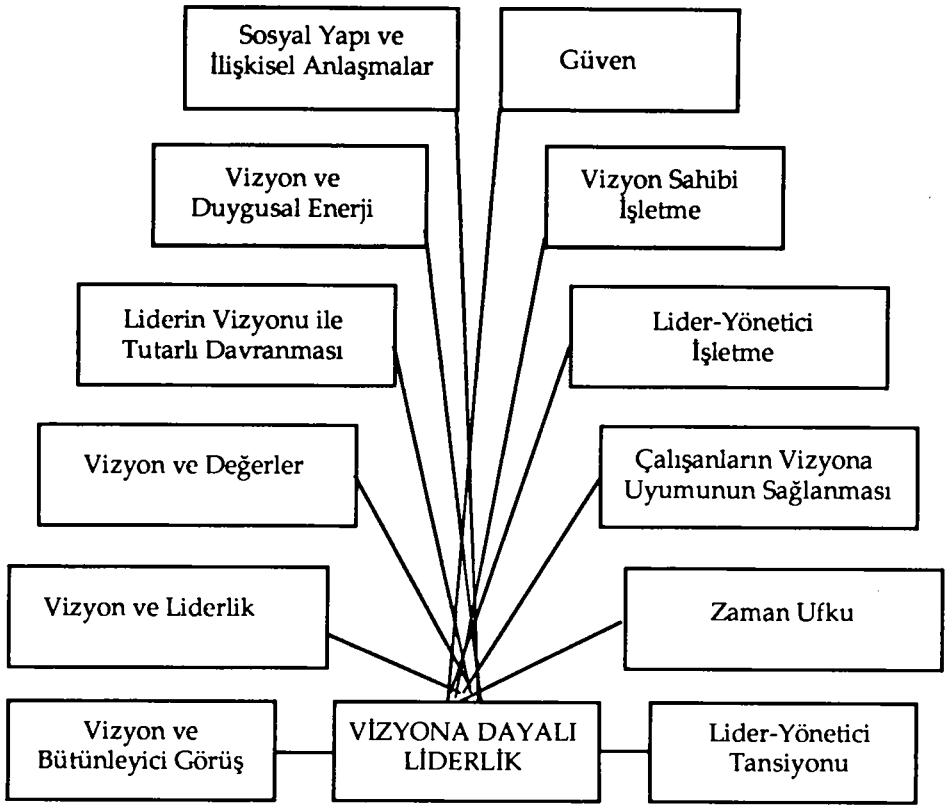 Sosyal Yapı ve
İlişkisel Anlaşmalar
Güven
Vizyon ve
Duygusal Enerji
Vizyon Sahibi
İşletme
Liderin Vizyonu ile
Tutarlı Davranması
Lider-Yönetici
İşletme
Vizyon ve Değerler
Çalışanların Vizyona
Uyumunun Sağlanması
Vizyon ve Liderlik
Zaman Ufku
Vizyon ve
Bütünleyici Görüş
VİZYONA DAYALI
LİDERLİK
Lider-Yönetici
Tansiyonu